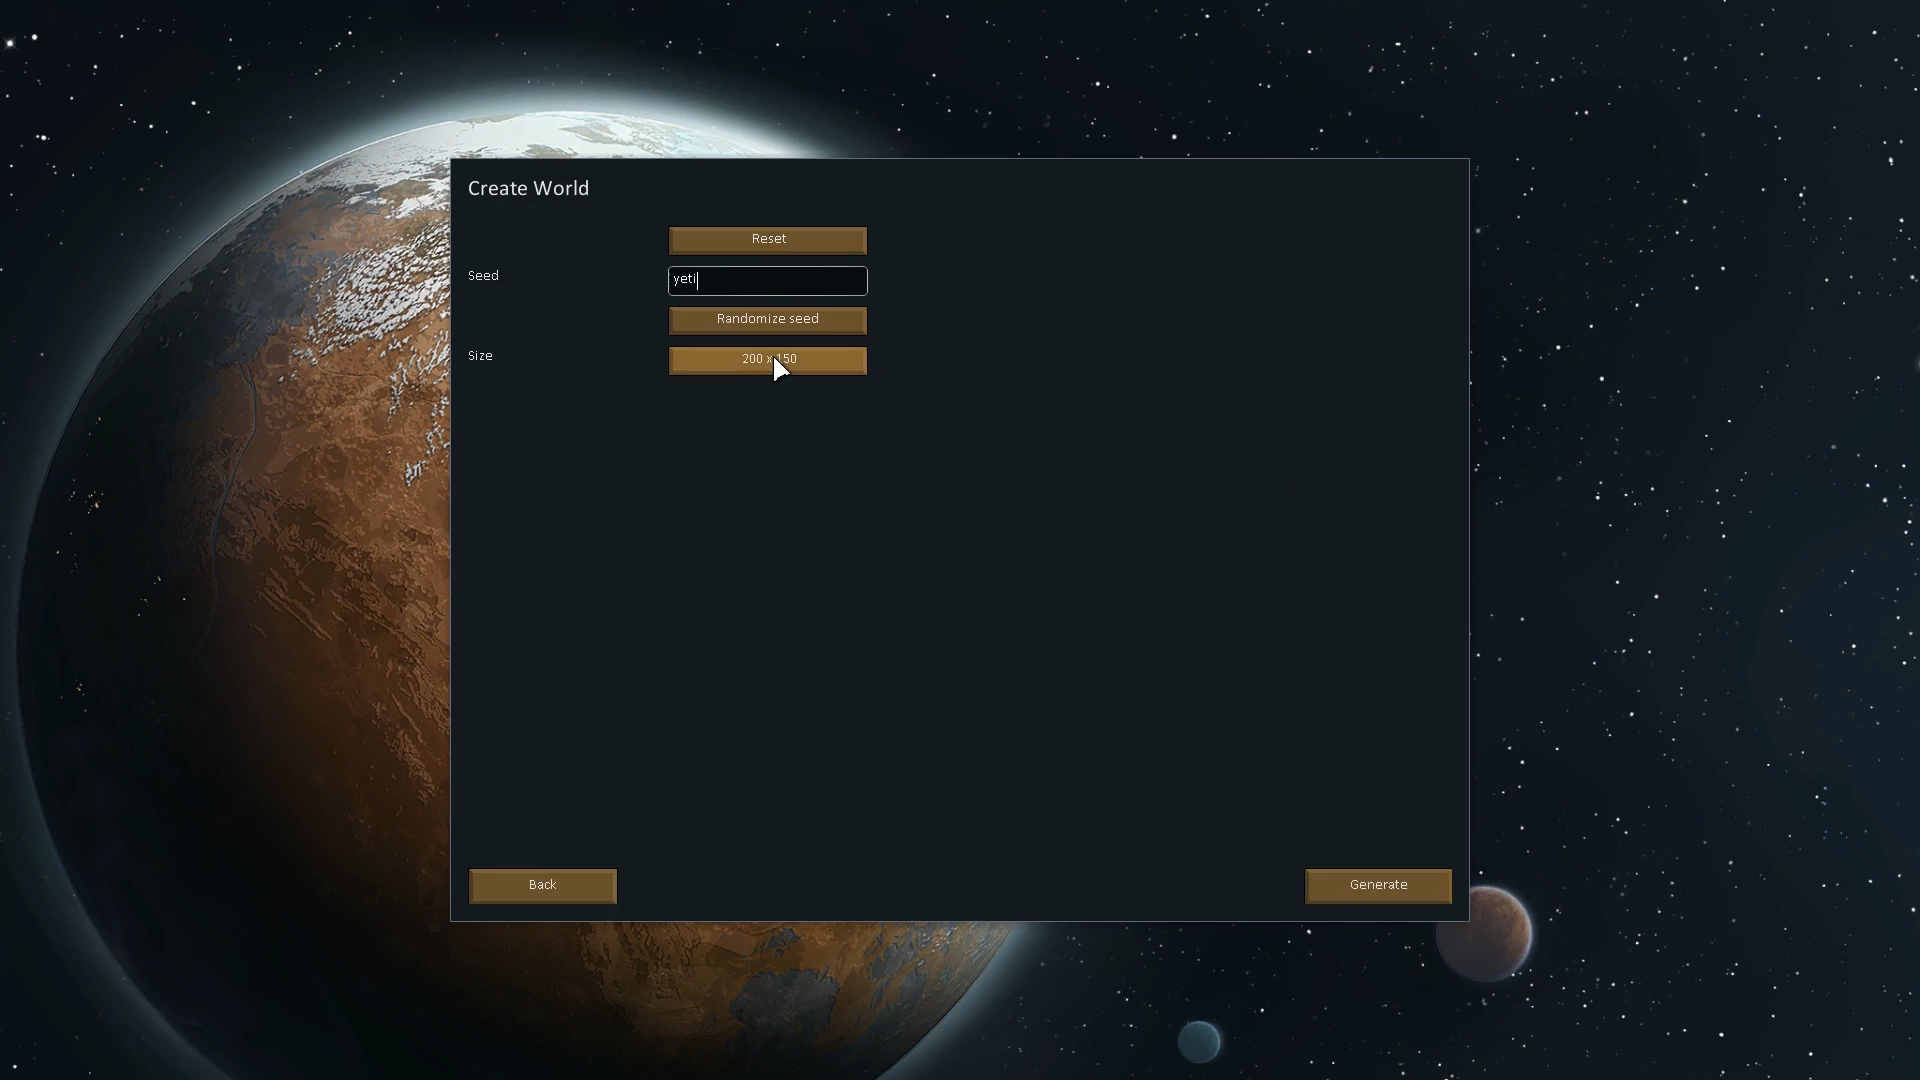 Create World
Reset
Seed
yeti
Randomize seed
Size
200 x 150
Back
Generate